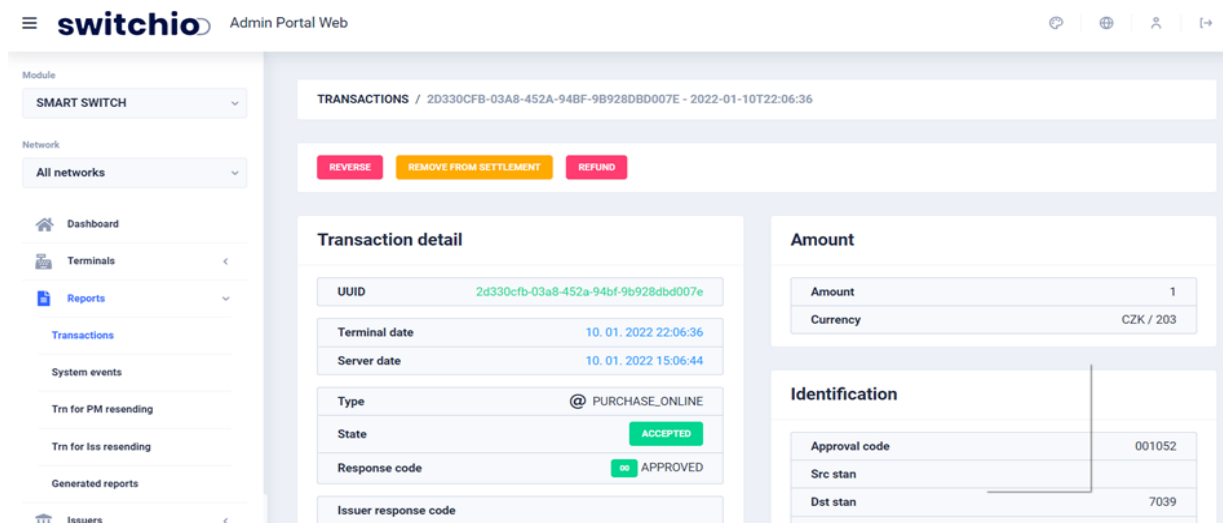 switchio Admin Portal Web
Module
SMART SWITCH
Network
All networks
Dashboard
Terminals
Reports
Transactions
System events
Trn for PM resending
Trn for Iss resending
Generated reports
Issuers
TRANSACTIONS / 2D330CFB-03A8-452A-94BF-9B928DBD007E - 2022-01-10T22:06:36
REVERSE REMOVE FROM SETTLEMENT REFUND
Transaction detail
UUID 2d330cfb-03a8-452a-94bf-9b928dbd007e
Terminal date 10. 01. 2022 22:06:36
Server date 10. 01. 2022 15:06:44
Type @ PURCHASE_ONLINE
State ACCEPTED
Response code 00 APPROVED
Issuer response code
Amount
Amount 1
Currency CZK / 203
Identification
Approval code 001052
Src stan
Dst stan 7039